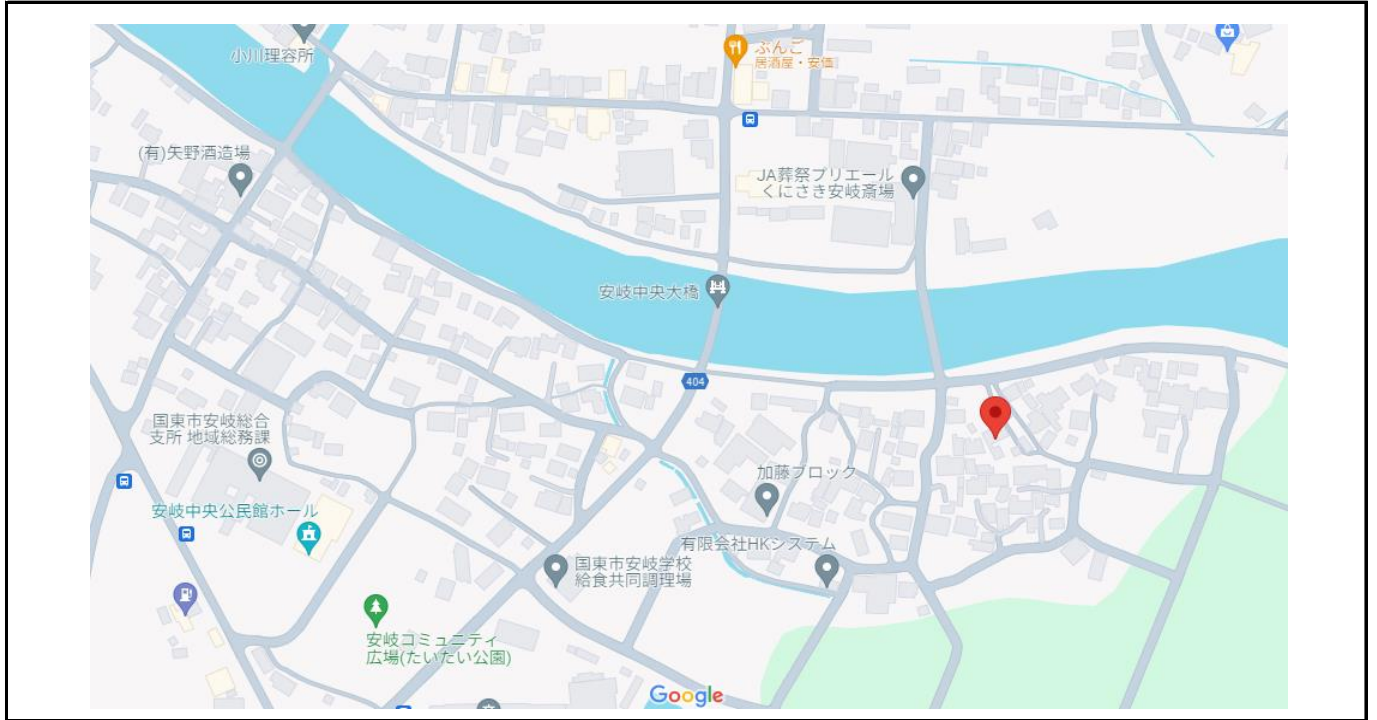 小川理容所
ぶんご
居酒屋・安価
(有)矢野酒造場
JA葬祭プリエール
くにさき安岐斎場
安岐中央大橋
404
国東市安岐総合
支所 地域総務課
加藤ブロック
安岐中央公民館ホール
有限会社HKシステム
国東市安岐学校
給食共同調理場
安岐コミュニティ
広場(たいたい公園)
Google